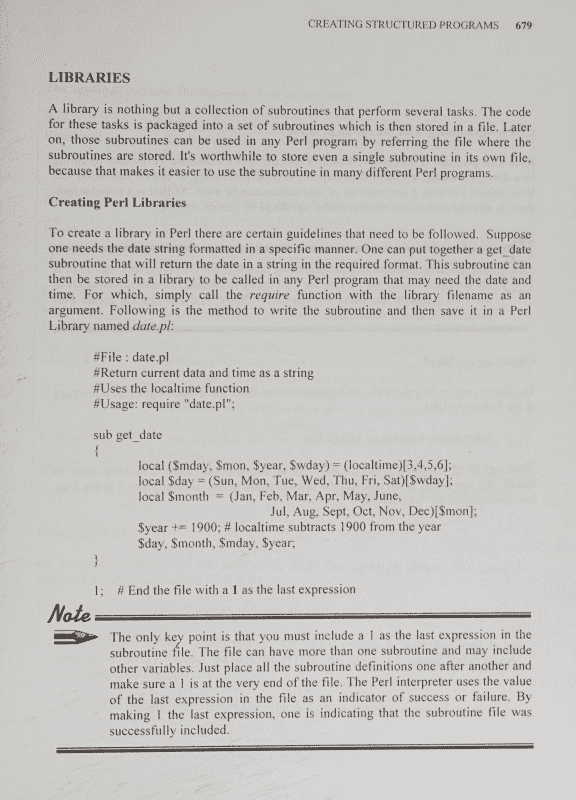 CREATING STRUCTURED PROGRAMS 679
LIBRARIES
A library is nothing but a collection of subroutines that perform several tasks. The code
for these tasks is packaged into a set of subroutines which is then stored in a file. Later
on, those subroutines can be used in any Perl program by referring the file where the
subroutines are stored. It's worthwhile to store even a single subroutine in its own file,
because that makes it easier to use the subroutine in many different Perl programs.
Creating Perl Libraries
To create a library in Perl there are certain guidelines that need to be followed. Suppose
one needs the date string formatted in a specific manner. One can put together a get_date
subroutine that will return the date in a string in the required format. This subroutine can
then be stored in a library to be called in any Perl program that may need the date and
time. For which, simply call the require function with the library filename as an
argument. Following is the method to write the subroutine and then save it in a Perl
Library named date.pl:
#File : date.pl
#Return current data and time as a string
#Uses the localtime function
#Usage: require "date.pl";
sub get_date
{
local ($mday, $mon, $year, $wday) = (localtime)[3,4,5,6];
local $day = (Sun, Mon, Tue, Wed, Thu, Fri, Sat)[$wday];
local $month = (Jan, Feb, Mar, Apr, May, June,
Jul, Aug, Sept, Oct, Nov, Dec)[$mon];
$year += 1900; # localtime subtracts 1900 from the year
$day, $month, $mday, $year;
}
1; # End the file with a 1 as the last expression
Note
The only key point is that you must include a 1 as the last expression in the
subroutine file. The file can have more than one subroutine and may include
other variables. Just place all the subroutine definitions one after another and
make sure a 1 is at the very end of the file. The Perl interpreter uses the value
of the last expression in the file as an indicator of success or failure. By
making 1 the last expression, one is indicating that the subroutine file was
successfully included.